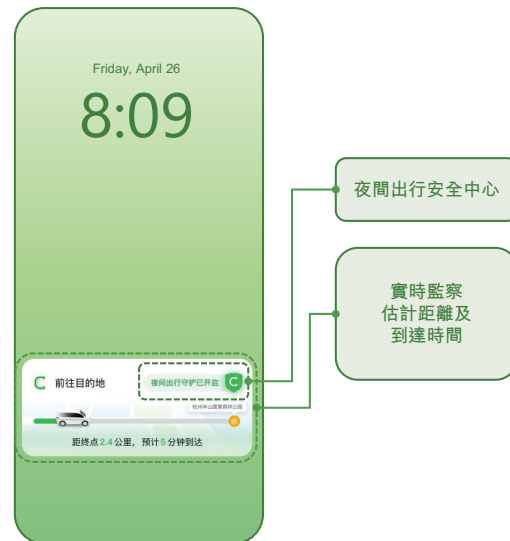 Friday, April 26
8:09
夜間出行安全中心
實時監察
估計距離及
到達時間
前往目的地
夜间出行守护已开启
杭州半山国家森林公园
终
距终点2.4公里，预计5分钟到达